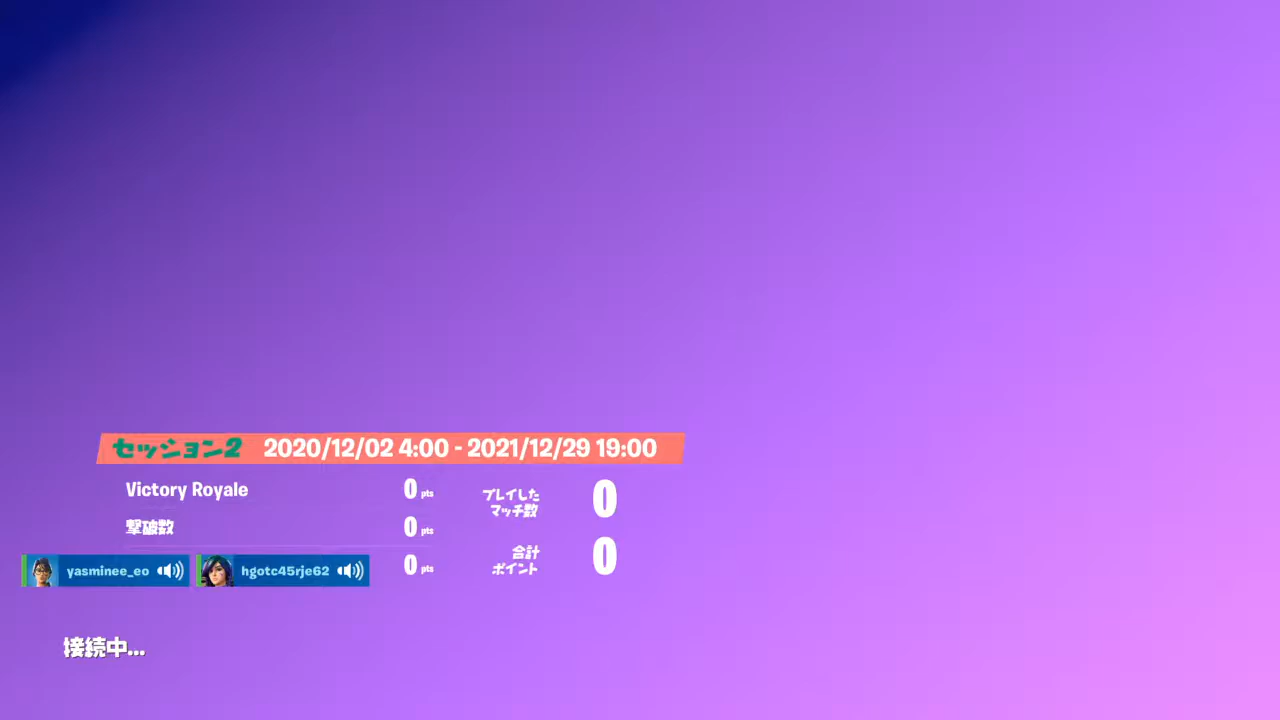 セッション2 2020/12/02 4:00 - 2021/12/29 19:00
Victory Royale 0 pts
撃破数 0 pts
0 pts
プレイした
マッチ数 0
合計
ポイント 0
yasminee_eo
hgotc45rje62
接続中...